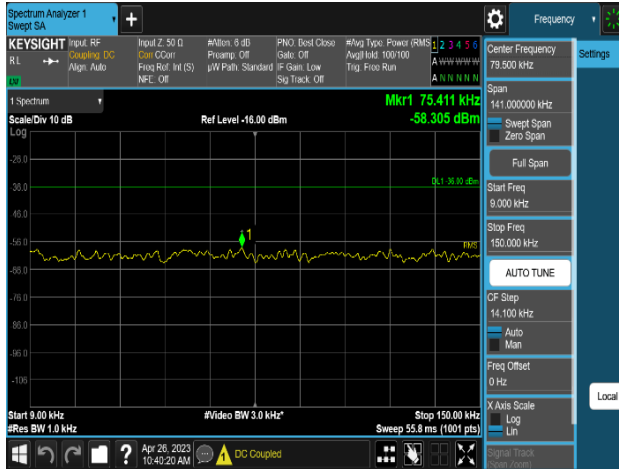 Spectrum Analyzer 1
Swept SA
+
Frequency
KEYSIGHT
Input: RF
Input Z: 50 Ω
#Atten: 6 dB
PNO: Best Close
#Avg Type: Power (RMS
1 2 3 4 5 6
RL
Coupling: DC
Corr CCorr
Preamp: Off
Gate: Off
Avg|Hold: 100/100
A W W W W W
Align: Auto
Freq Ref: Int (S)
µW Path: Standard
IF Gain: Low
Trig: Free Run
NFE: Off
Sig Track: Off
A N N N N N
1 Spectrum
Mkr1 75.411 kHz
Scale/Div 10 dB
Ref Level -16.00 dBm
-58.305 dBm
Log
-26.0
DL1 -36.00 dBm
-36.0
-46.0
1
-56.0
RMS
-66.0
-76.0
-86.0
-96.0
-106
Start 9.00 kHz
#Video BW 3.0 kHz*
Stop 150.00 kHz
#Res BW 1.0 kHz
Sweep 55.8 ms (1001 pts)
?
Apr 26, 2023
10:40:20 AM
DC Coupled
Center Frequency
79.500 kHz
Settings
Span
141.000000 kHz
Swept Span
Zero Span
Full Span
Start Freq
9.000 kHz
Stop Freq
150.000 kHz
AUTO TUNE
CF Step
14.100 kHz
Auto
Man
Freq Offset
0 Hz
Local
X Axis Scale
Log
Lin
Signal Track
(Span Zoom)